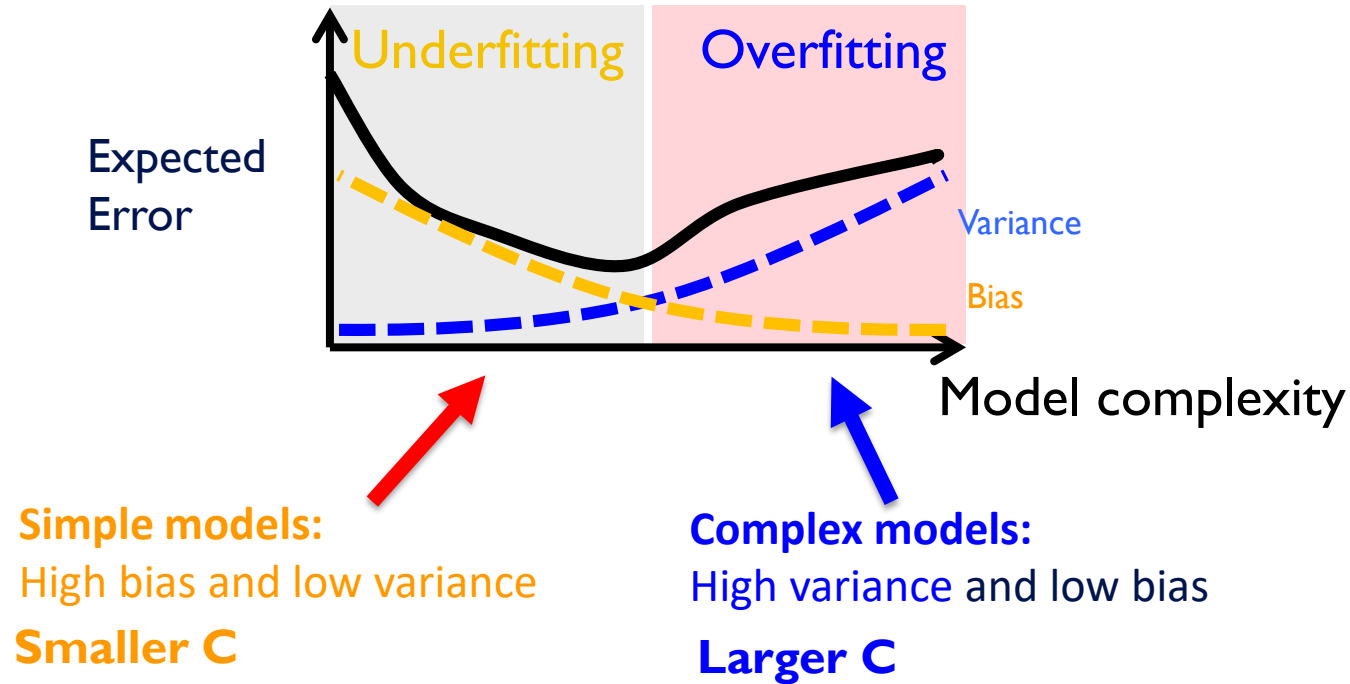 Underfitting
Overfitting
Expected
Error
Variance
Bias
Model complexity
Simple models:
High bias and low variance
Smaller C
Complex models:
High variance and low bias
Larger C